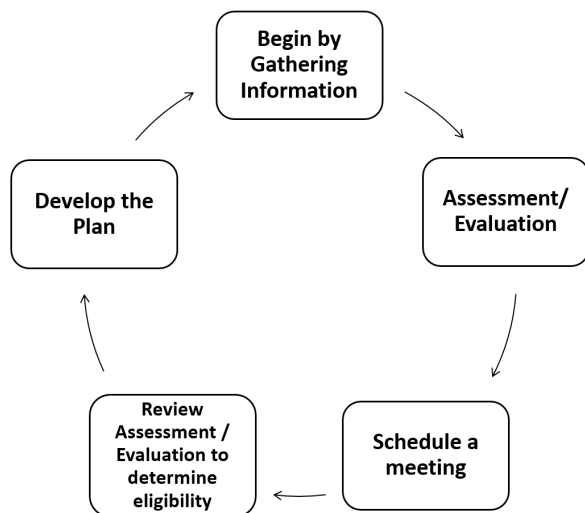 Begin by
Gathering
Information
Assessment/
Evaluation
Schedule a
meeting
Review
Assessment /
Evaluation to
determine
eligibility
Develop the
Plan